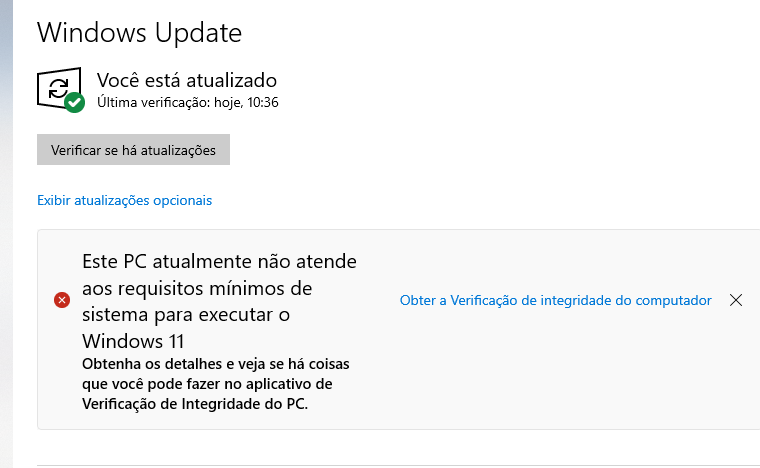 Windows Update
Você está atualizado
Última verificação: hoje, 10:36
Verificar se há atualizações
Exibir atualizações opcionais
Este PC atualmente não atende
aos requisitos mínimos de
sistema para executar o
Windows 11
Obtenha os detalhes e veja se há coisas
que você pode fazer no aplicativo de
Verificação de Integridade do PC.
Obter a Verificação de integridade do computador